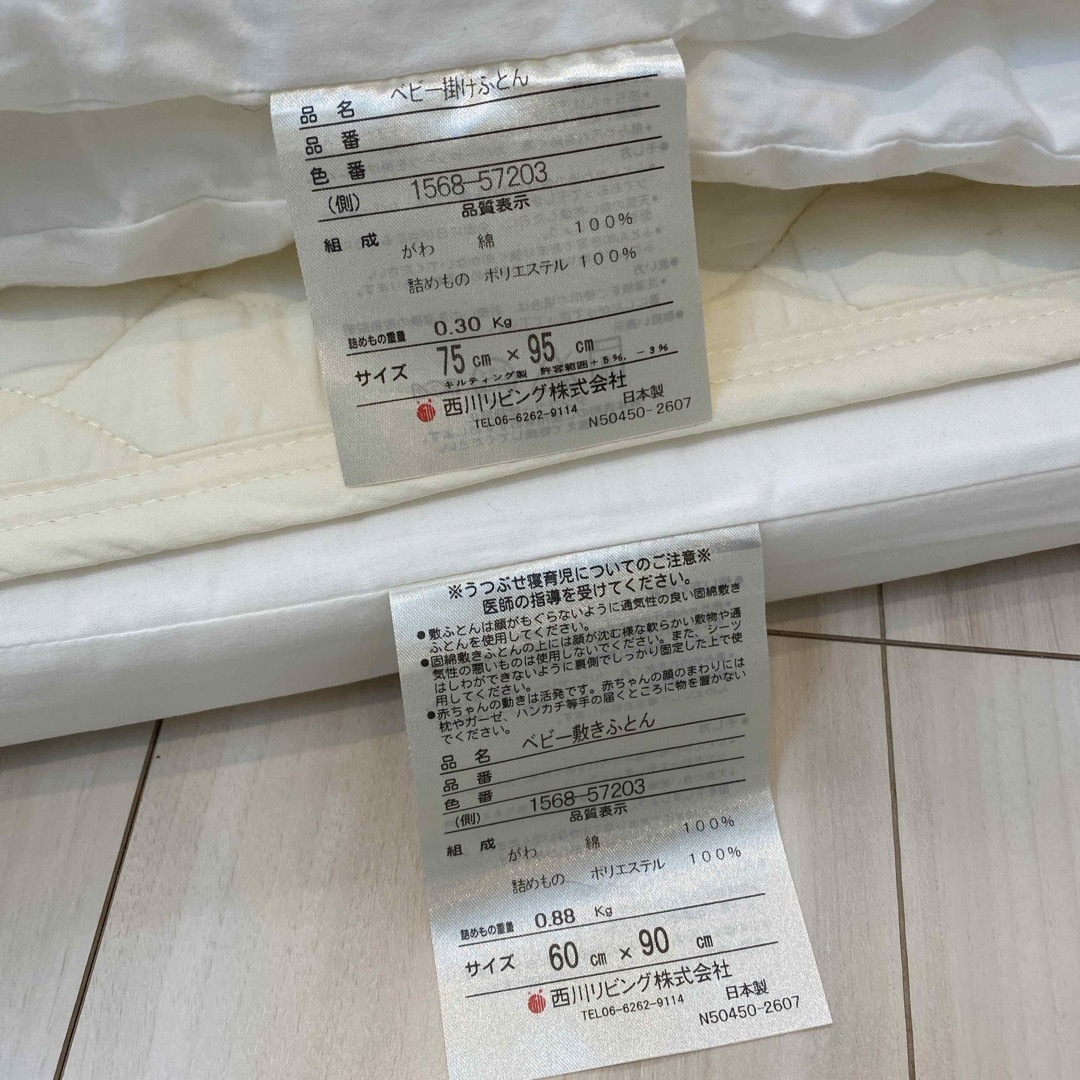 品名 ベビー掛けふとん
品番
色番
(側) 1568-57203
品質表示
組成 がわ 綿 100%
詰めもの ポリエステル 100%
詰めもの重量 0.30 Kg
サイズ 75cm×95cm
キルティング製 許容範囲+5%,-3%
西川リビング株式会社
TEL06-6262-9114 日本製
N50450-2607
※うつぶせ寝育児についてのご注意※
医師の指導を受けてください。
●敷ふとんは顔がもぐらないように通気性の良い固綿敷き
ふとんを使用してください。
●固綿敷きふとんの上には顔が沈む様な軟らかい敷物や通
気性の悪いものは使用しないでください。また、シーツ
はしわができないように裏側でしっかり固定した上で使
用してください。
●赤ちゃんの動きは活発です。赤ちゃんの顔のまわりには
枕やガーゼ、ハンカチ等手の届くところに物を置かない
でください。
品名 ベビー敷きふとん
品番
色番
(側) 1568-57203
品質表示
組成 がわ 綿 100%
詰めもの ポリエステル 100%
詰めもの重量 0.88 Kg
サイズ 60cm×90cm
西川リビング株式会社
TEL06-6262-9114 日本製
N50450-2607